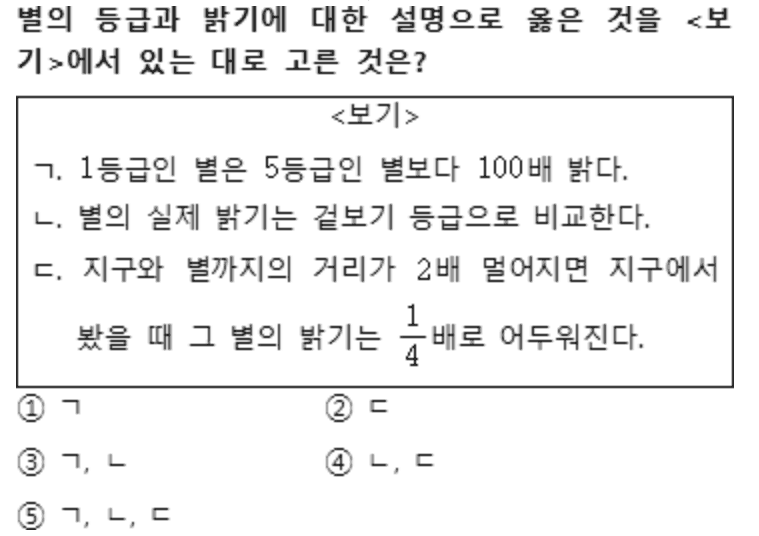 별의 등급과 밝기에 대한 설명으로 옳은 것을 <보
기>에서 있는 대로 고른 것은?
<보기>
ㄱ. 1등급인 별은 5등급인 별보다 100배 밝다.
ㄴ. 별의 실제 밝기는 겉보기 등급으로 비교한다.
ㄷ. 지구와 별까지의 거리가 2배 멀어지면 지구에서
봤을 때 그 별의 밝기는 1/4배로 어두워진다.
① ㄱ ② ㄷ
③ ㄱ, ㄴ ④ ㄴ, ㄷ
⑤ ㄱ, ㄴ, ㄷ